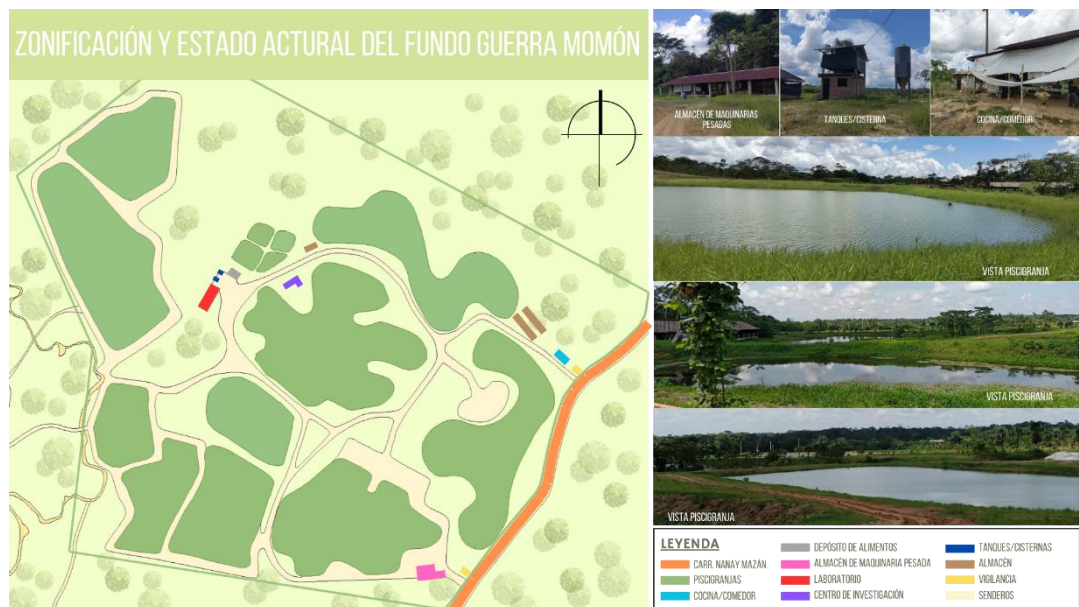 ZONIFICACIÓN Y ESTADO ACTURAL DEL FUNDO GUERRA MOMÓN
ALMACÉN DE MAQUINARIAS
PESADAS
TANQUES/CISTERNA
COCINA/COMEDOR
VISTA PISCIGRANJA
VISTA PISCIGRANJA
VISTA PISCIGRANJA
LEYENDA
CARR. NANAY MAZÁN
PISCIGRANJAS
COCINA/COMEDOR
DEPÓSITO DE ALIMENTOS
ALMACÉN DE MAQUINARIA PESADA
LABORATORIO
CENTRO DE INVESTIGACIÓN
TANQUES/CISTERNAS
ALMACÉN
VIGILANCIA
SENDEROS